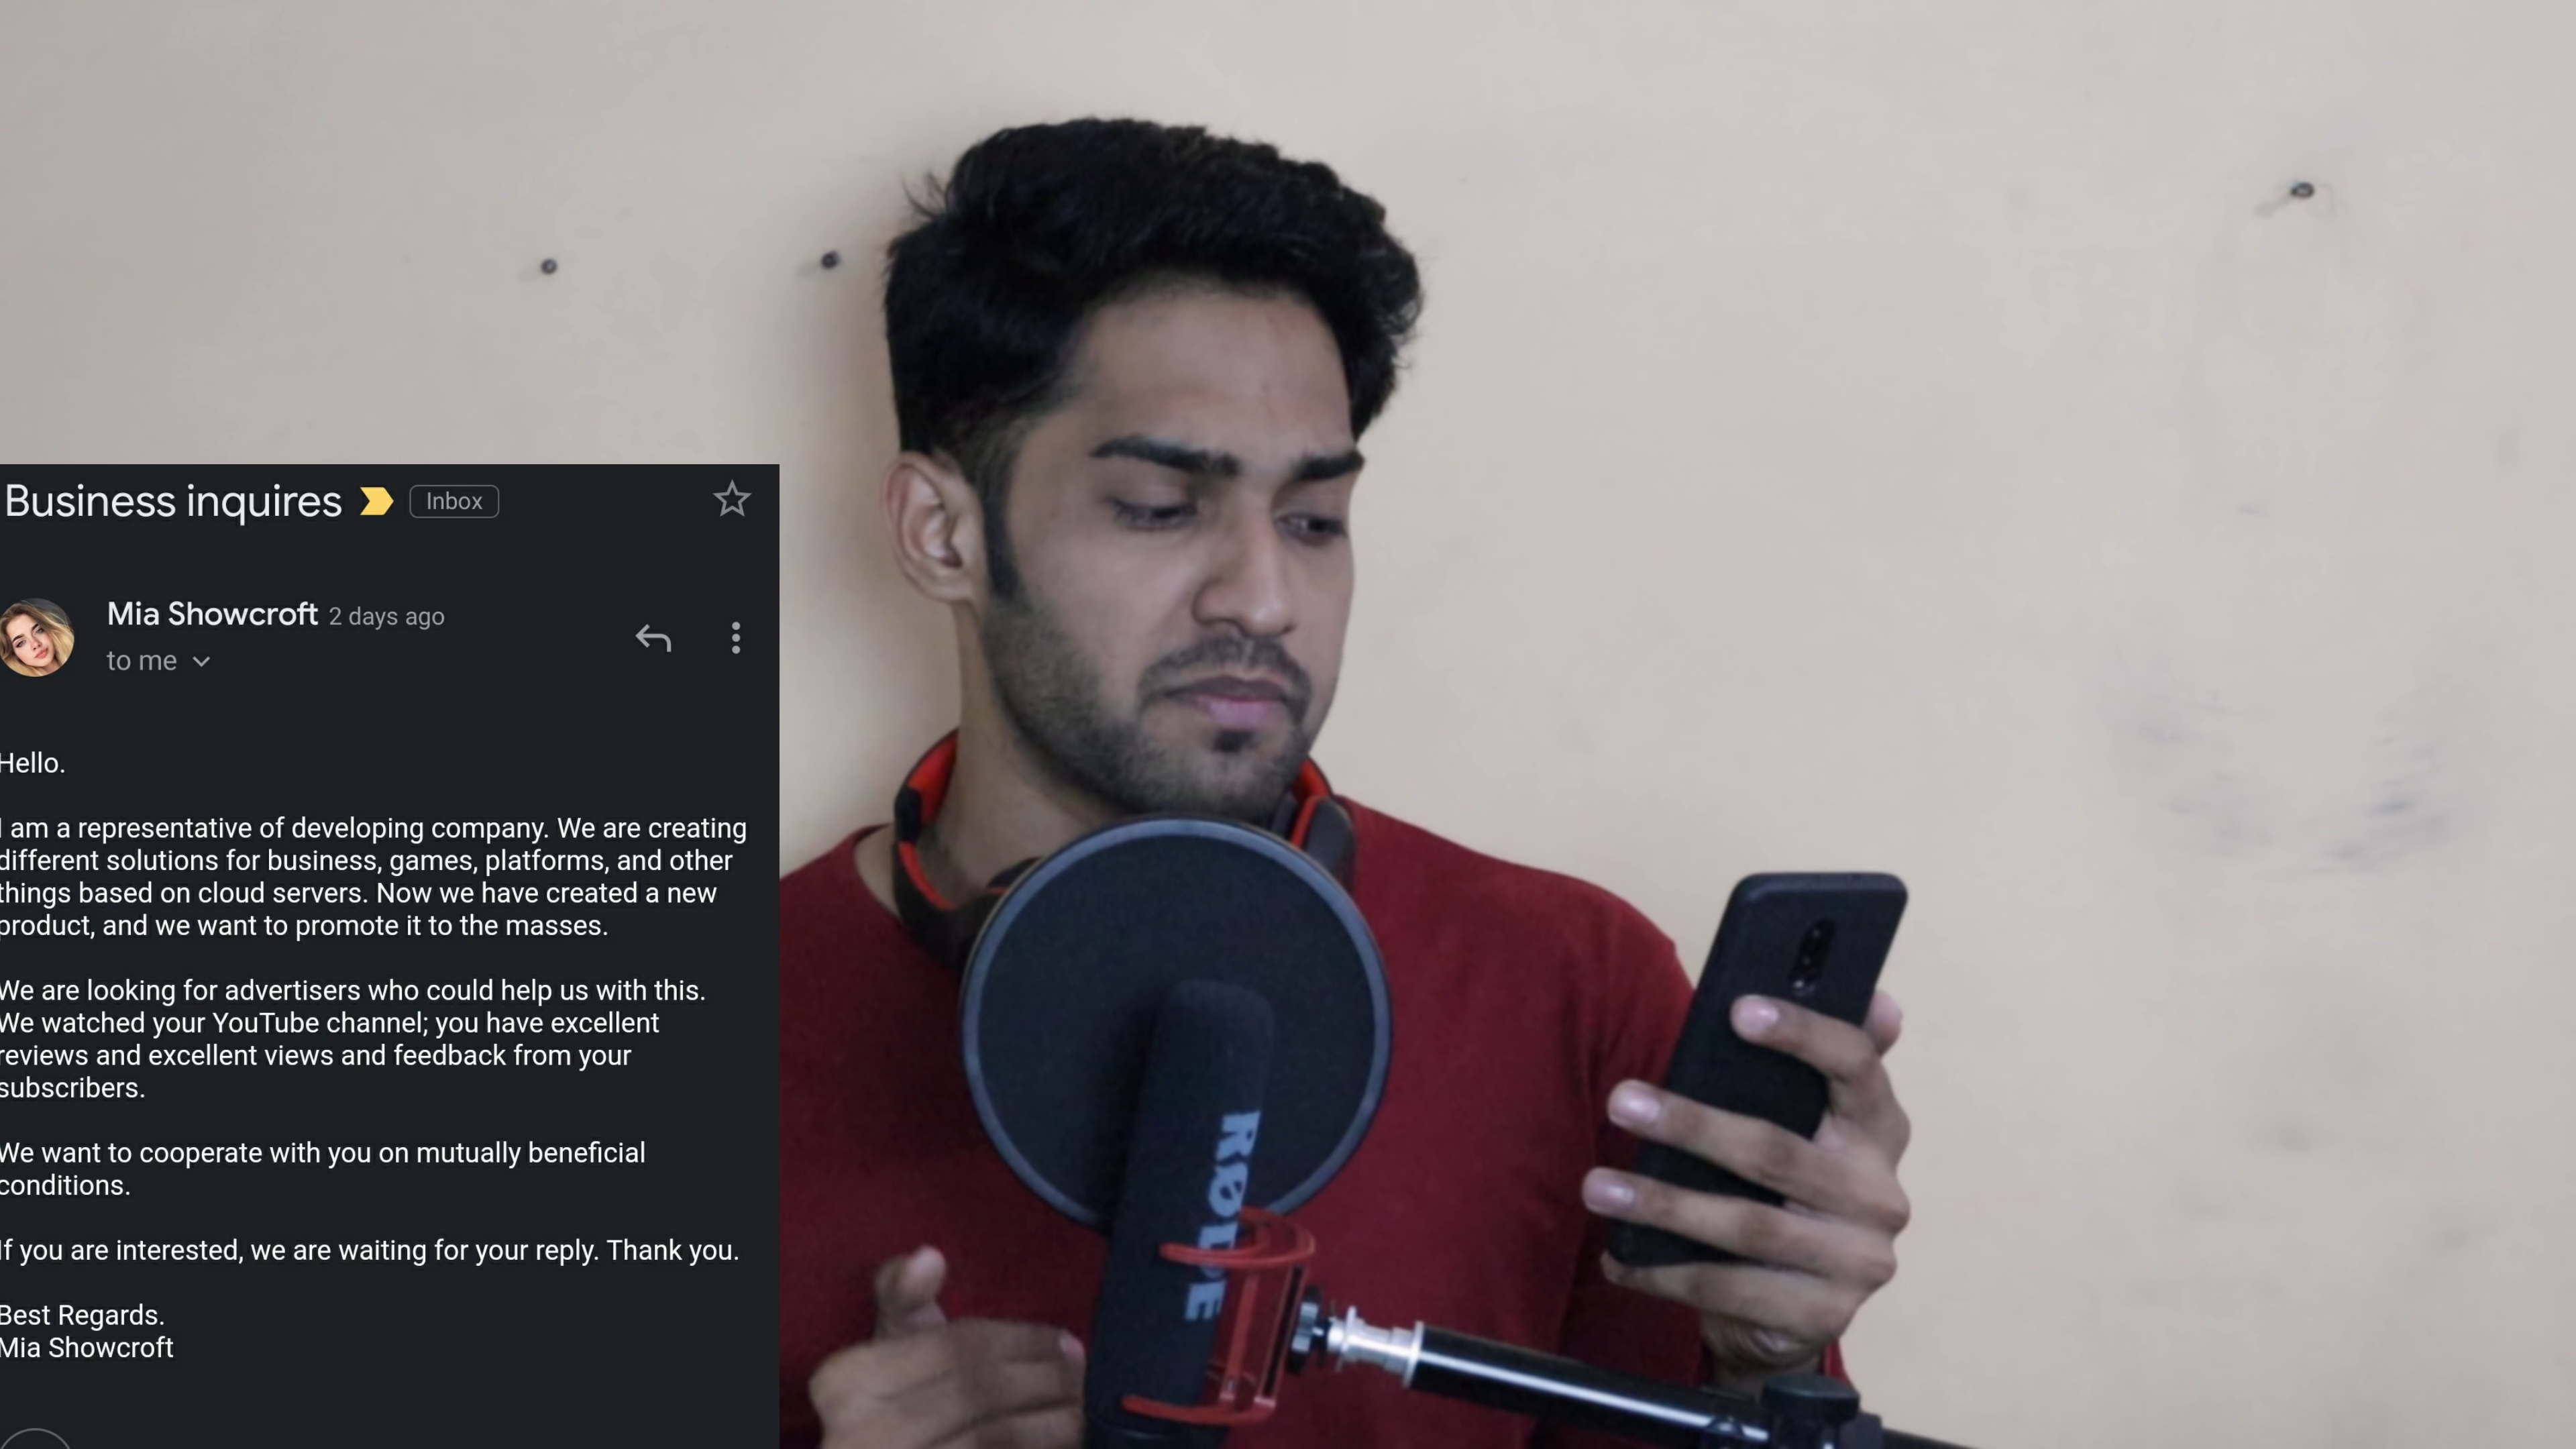 Business inquires
Inbox
Mia Showcroft 2 days ago
to me
Hello.
I am a representative of developing company. We are creating
different solutions for business, games, platforms, and other
things based on cloud servers. Now we have created a new
product, and we want to promote it to the masses.
We are looking for advertisers who could help us with this.
We watched your YouTube channel; you have excellent
reviews and excellent views and feedback from your
subscribers.
We want to cooperate with you on mutually beneficial
conditions.
If you are interested, we are waiting for your reply. Thank you.
Best Regards.
Mia Showcroft
RØDE